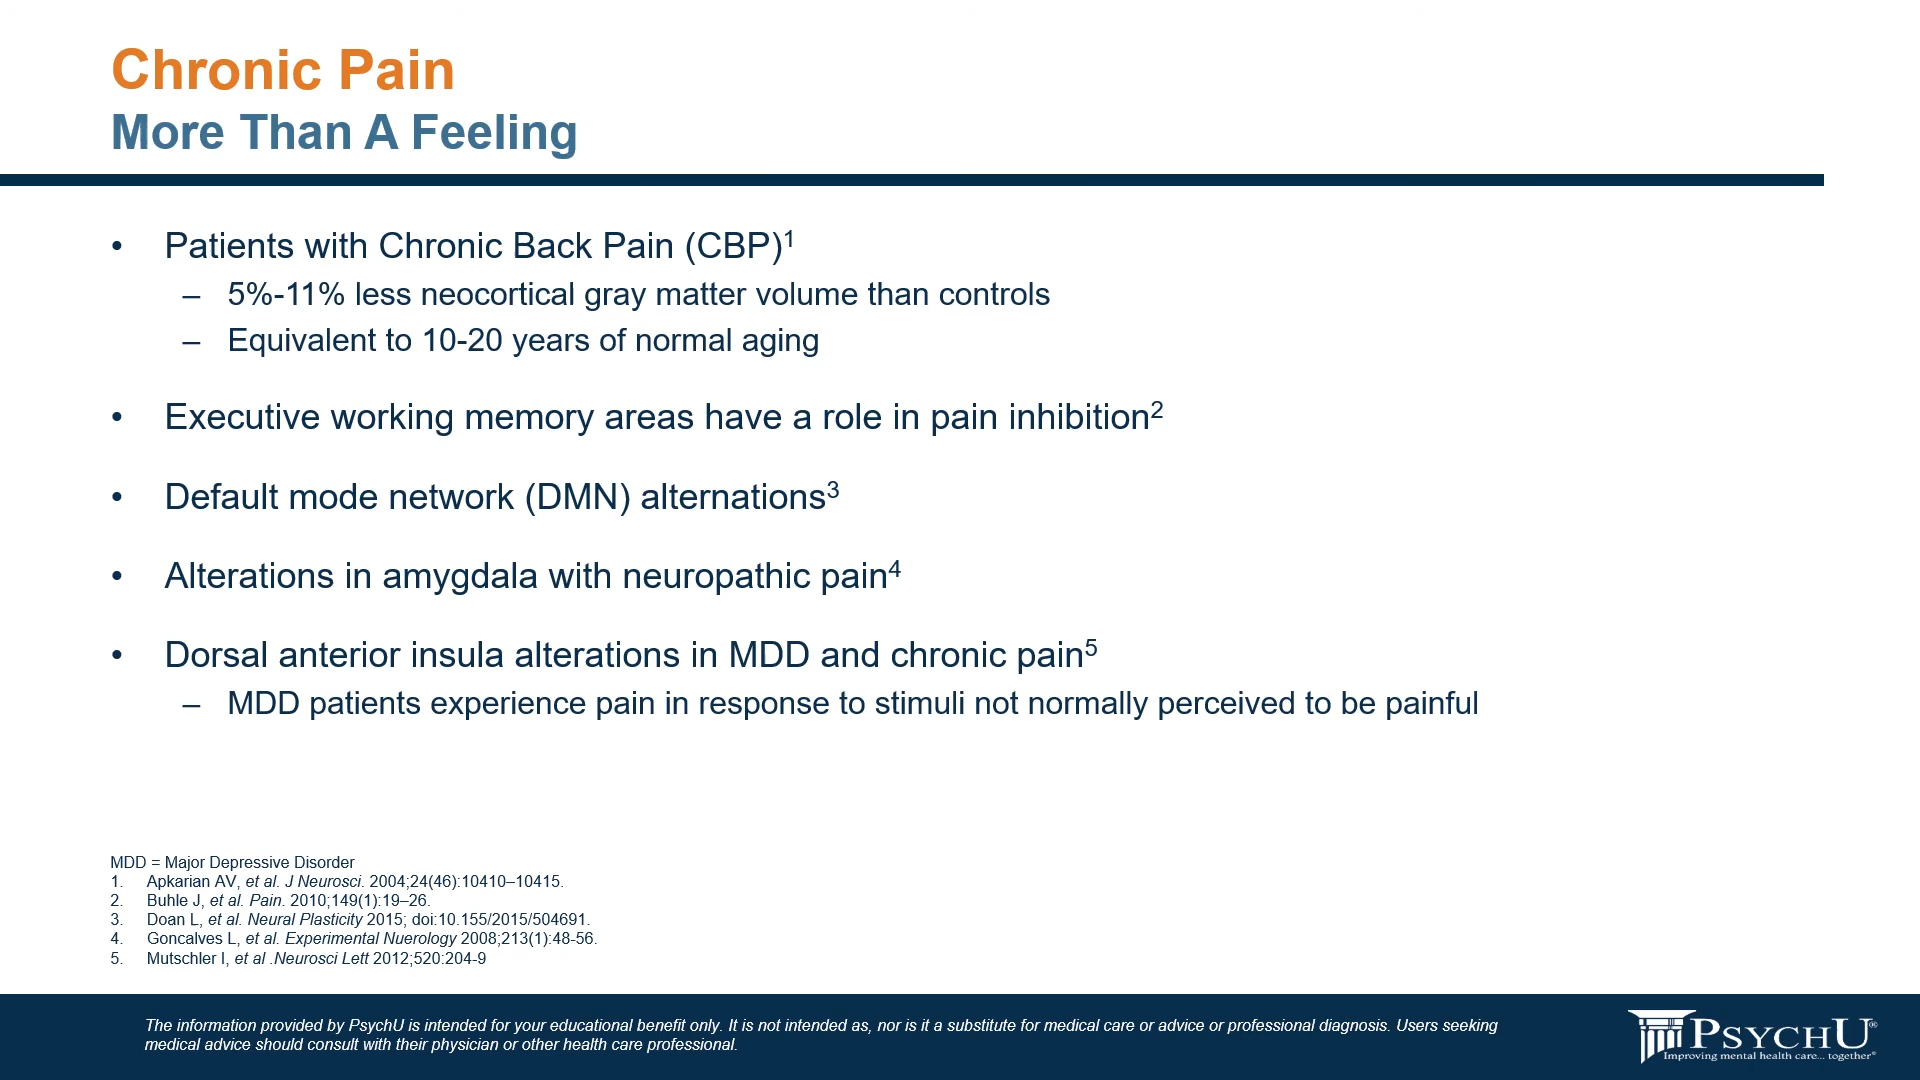 Chronic Pain
More Than A Feeling
• Patients with Chronic Back Pain (CBP)1
– 5%-11% less neocortical gray matter volume than controls
– Equivalent to 10-20 years of normal aging
• Executive working memory areas have a role in pain inhibition2
• Default mode network (DMN) alternations3
• Alterations in amygdala with neuropathic pain4
• Dorsal anterior insula alterations in MDD and chronic pain5
– MDD patients experience pain in response to stimuli not normally perceived to be painful
MDD = Major Depressive Disorder
1. Apkarian AV, et al. J Neurosci. 2004;24(46):10410–10415.
2. Buhle J, et al. Pain. 2010;149(1):19–26.
3. Doan L, et al. Neural Plasticity 2015; doi:10.155/2015/504691.
4. Goncalves L, et al. Experimental Nuerology 2008;213(1):48-56.
5. Mutschler I, et al .Neurosci Lett 2012;520:204-9
The information provided by PsychU is intended for your educational benefit only. It is not intended as, nor is it a substitute for medical care or advice or professional diagnosis. Users seeking
medical advice should consult with their physician or other health care professional.
PSYCHU®
Improving mental health care... together®